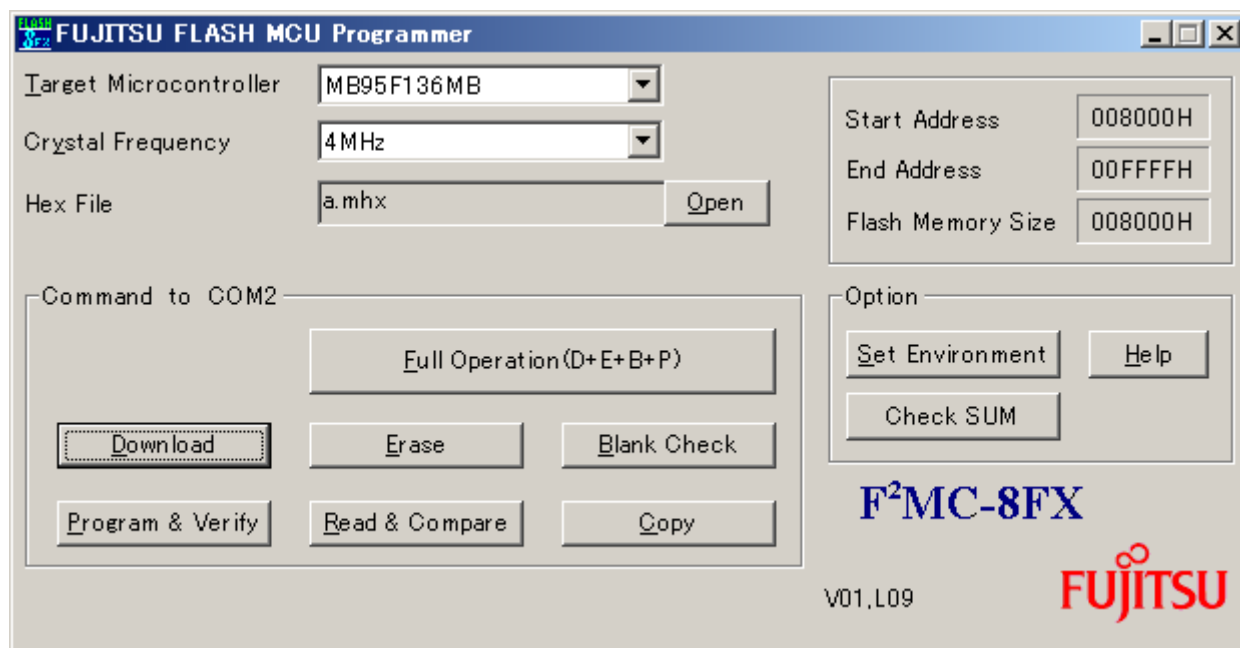 FLASH 8FX FUJITSU FLASH MCU Programmer
Target Microcontroller MB95F136MB
Crystal Frequency 4MHz
Hex File a.mhx Open
Start Address 008000H
End Address 00FFFFH
Flash Memory Size 008000H
Command to COM2
Full Operation(D+E+B+P)
Download Erase Blank Check
Program & Verify Read & Compare Copy
Option
Set Environment Help
Check SUM
F²MC-8FX
V01,L09
FUJITSU